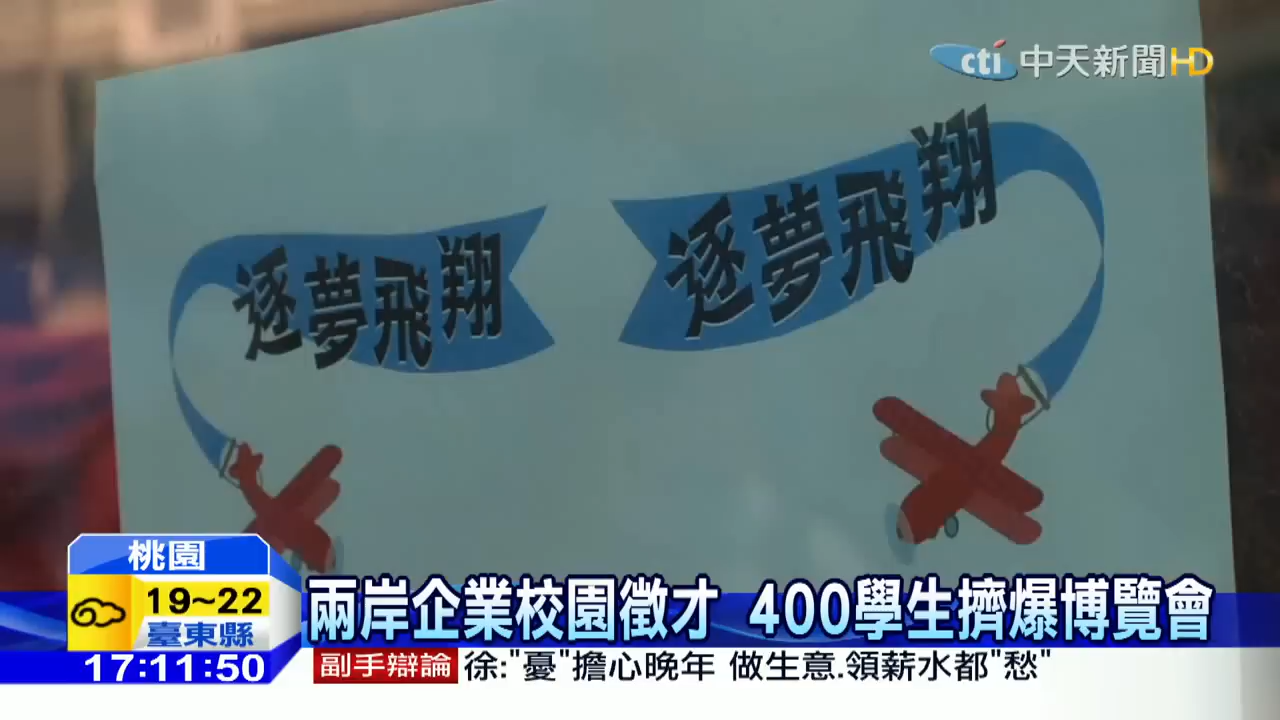 cti 中天新聞HD
逐夢飛翔
逐夢飛翔
桃園
19~22
臺東縣
17:11:50
兩岸企業校園徵才 400學生擠爆博覽會
副手辯論 徐:"憂"擔心晚年 做生意.領薪水都"愁"